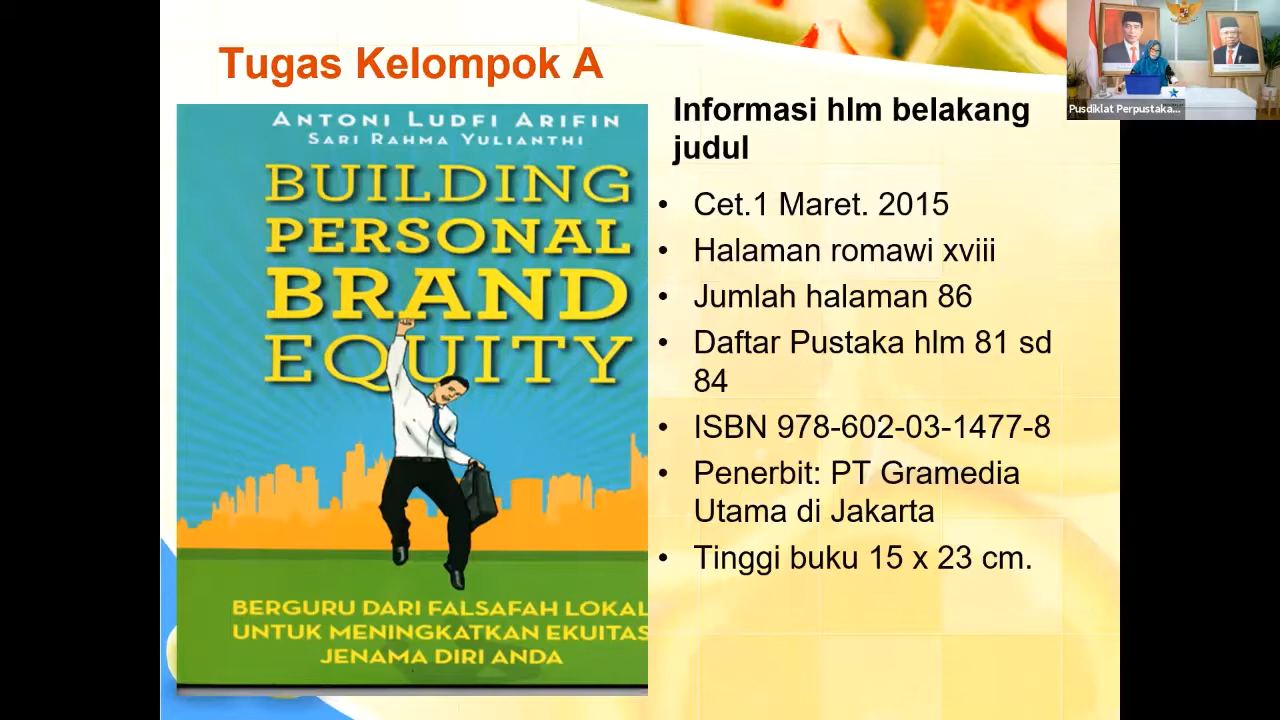 Tugas Kelompok A
ANTONI LUDFI ARIFIN
SARI RAHMA YULIANTHI
BUILDING
PERSONAL
BRAND
EQUITY
BERGURU DARI FALSAFAH LOKAL
UNTUK MENINGKATKAN EKUITAS
JENAMA DIRI ANDA
Informasi hlm belakang
judul
• Cet.1 Maret. 2015
• Halaman romawi xviii
• Jumlah halaman 86
• Daftar Pustaka hlm 81 sd
84
• ISBN 978-602-03-1477-8
• Penerbit: PT Gramedia
Utama di Jakarta
• Tinggi buku 15 x 23 cm.
Pusdiklat Perpustaka...